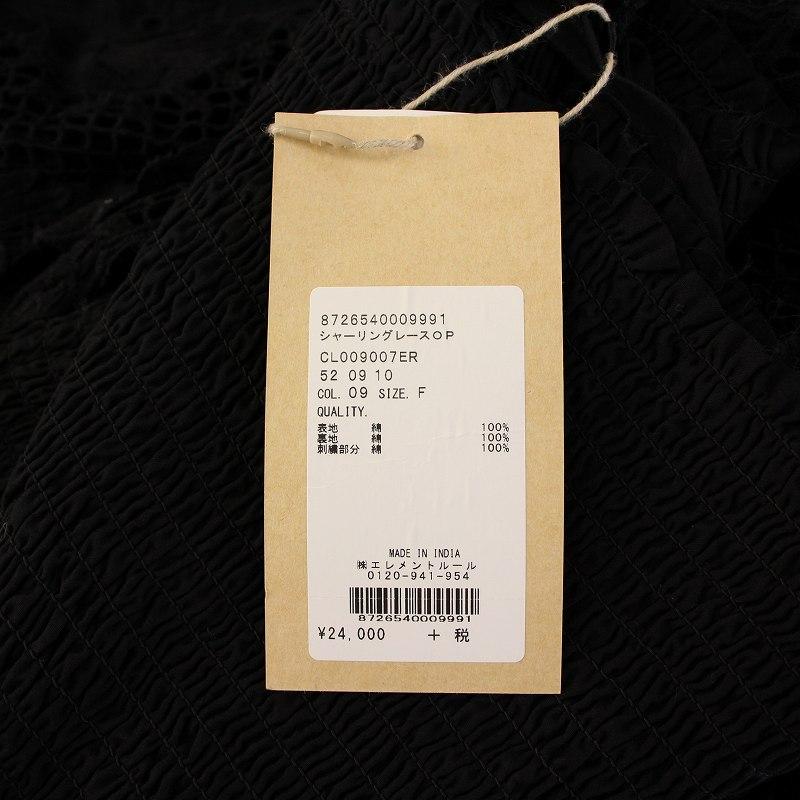 8726540009991
シャーリングレースOP
CL009007ER
52 09 10
COL. 09 SIZE. F
QUALITY.
表地 綿 100%
裏地 綿 100%
刺繍部分 綿 100%
MADE IN INDIA
㈱エレメントルール
0120-941-954
8726540009991
¥24,000 + 税